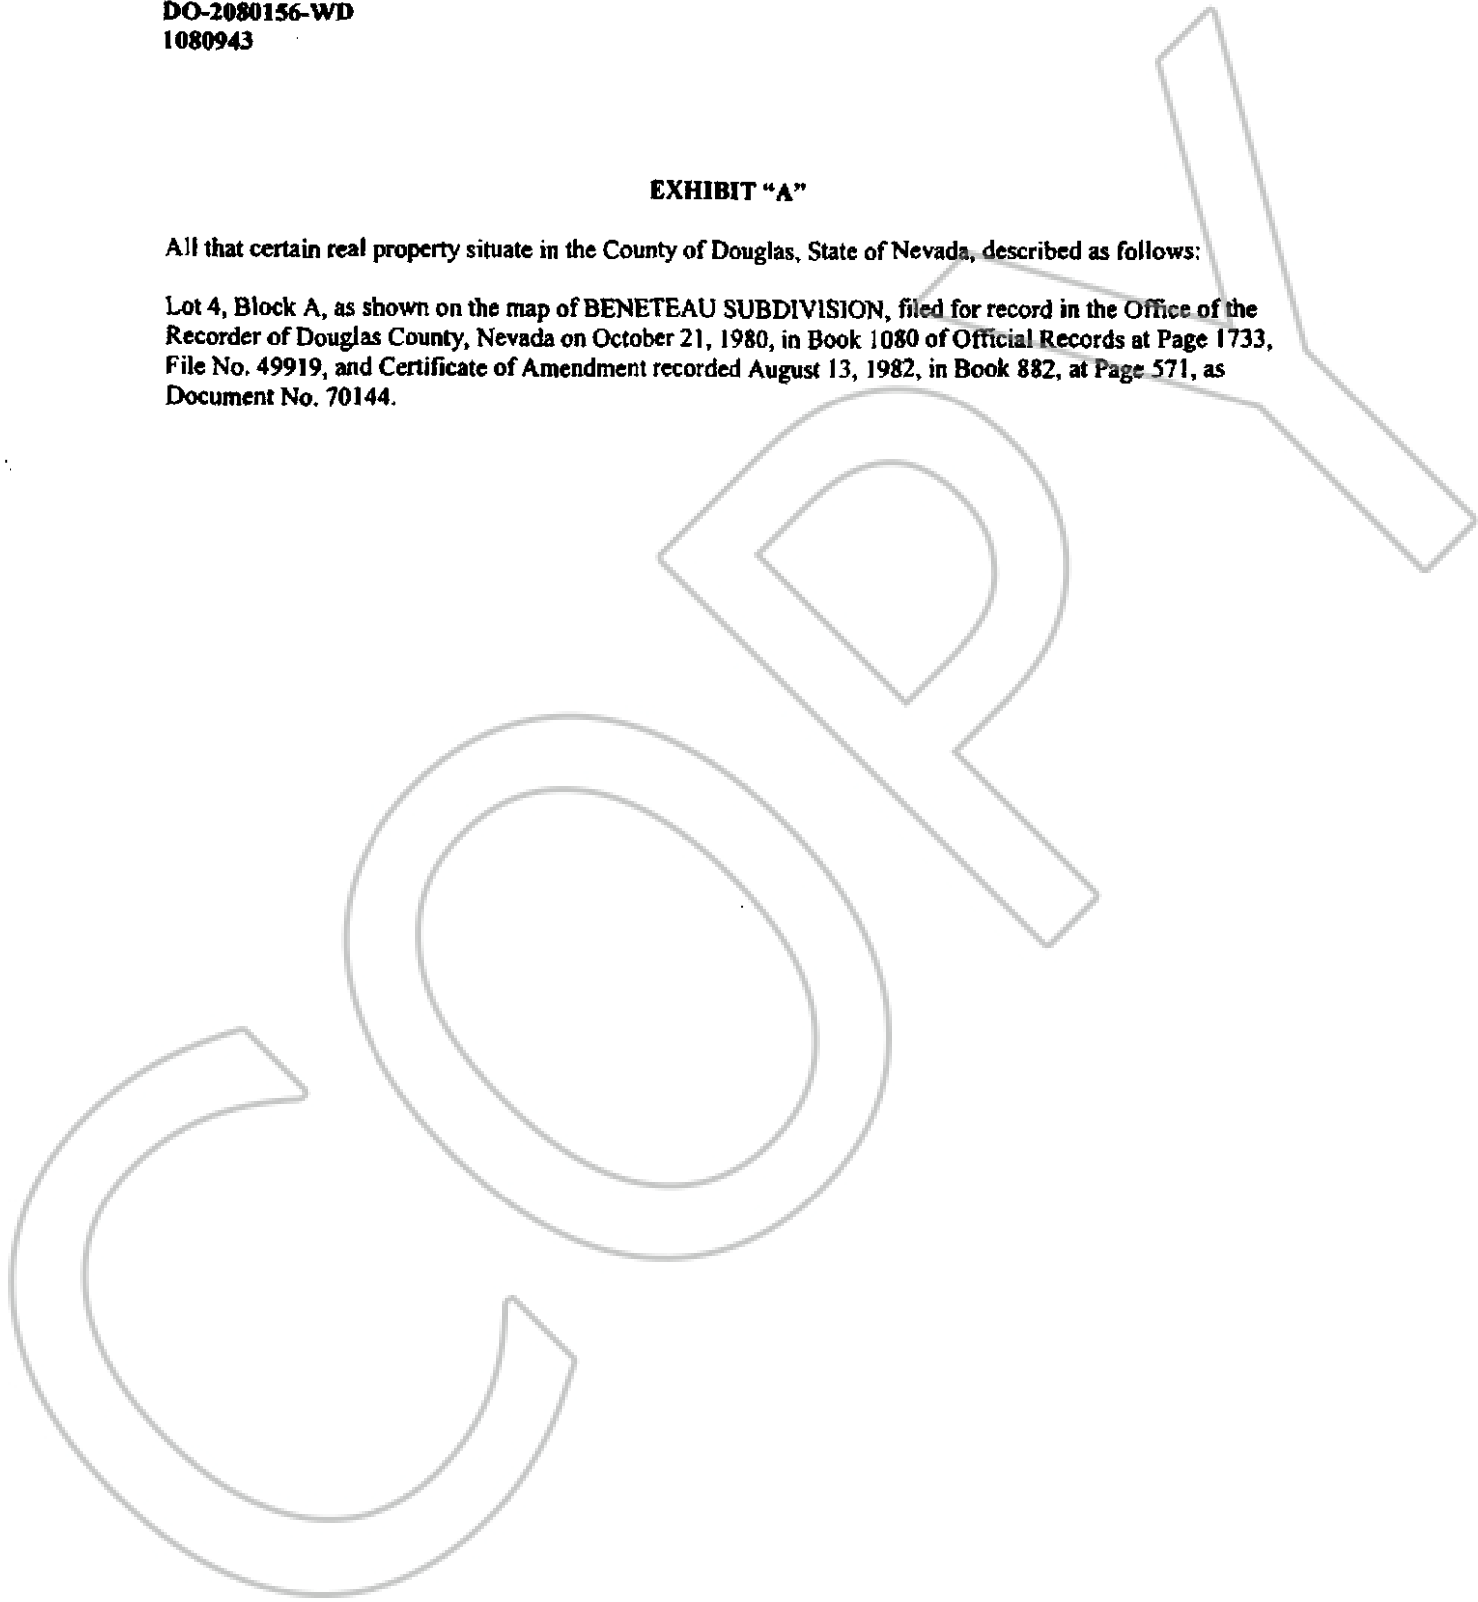 DO-2080156-WD
1080943
EXHIBIT “A”
All that certain real property situate in the County of Douglas, State of Nevada, described as follows:
Lot 4, Block A, as shown on the map of BENETEAU SUBDIVISION, filed for record in the Office of the
Recorder of Douglas County, Nevada on October 21, 1980, in Book 1080 of Official Records at Page 1733,
File No. 49919, and Certificate of Amendment recorded August 13, 1982, in Book 882, at Page 571, as
Document No. 70144.
COPY